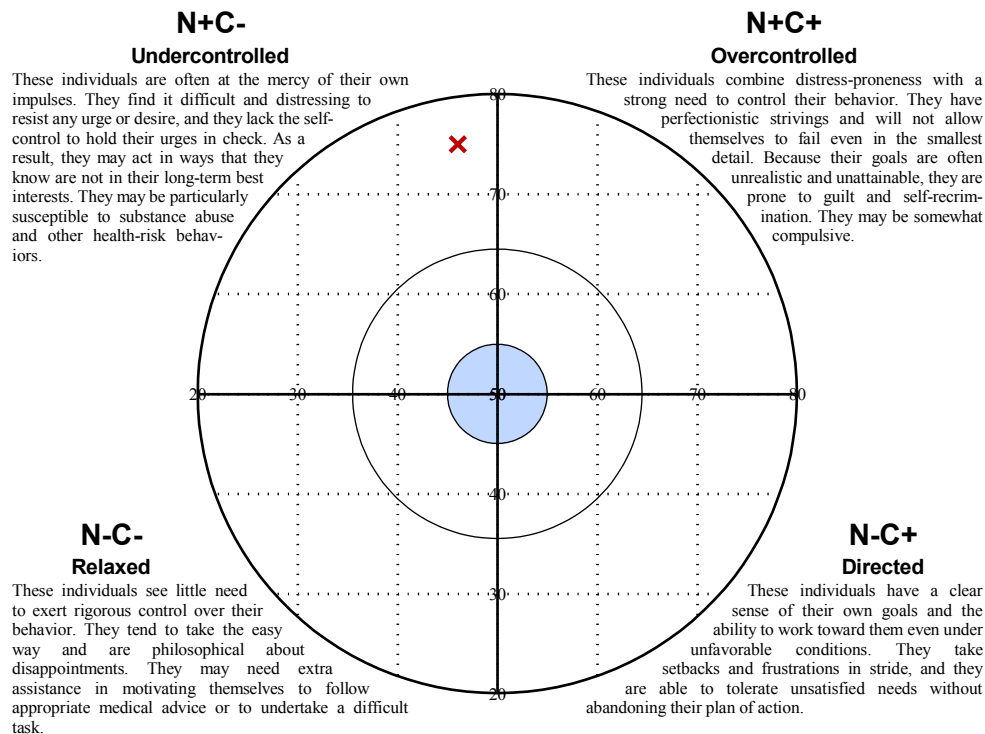 N+C-
Undercontrolled
These individuals are often at the mercy of their own
impulses. They find it difficult and distressing to
resist any urge or desire, and they lack the self-
control to hold their urges in check. As a
result, they may act in ways that they
know are not in their long-term best
interests. They may be particularly
susceptible to substance abuse
and other health-risk behav-
iors.
N+C+
Overcontrolled
These individuals combine distress-proneness with a
strong need to control their behavior. They have
perfectionistic strivings and will not allow
themselves to fail even in the smallest
detail. Because their goals are often
unrealistic and unattainable, they are
prone to guilt and self-recrim-
ination. They may be somewhat
compulsive.
80
70
60
20 30 40 50 60 70 80
40
30
20
N-C-
Relaxed
These individuals see little need
to exert rigorous control over their
behavior. They tend to take the easy
way and are philosophical about
disappointments. They may need extra
assistance in motivating themselves to follow
appropriate medical advice or to undertake a difficult
task.
N-C+
Directed
These individuals have a clear
sense of their own goals and the
ability to work toward them even under
unfavorable conditions. They take
setbacks and frustrations in stride, and they
are able to tolerate unsatisfied needs without
abandoning their plan of action.